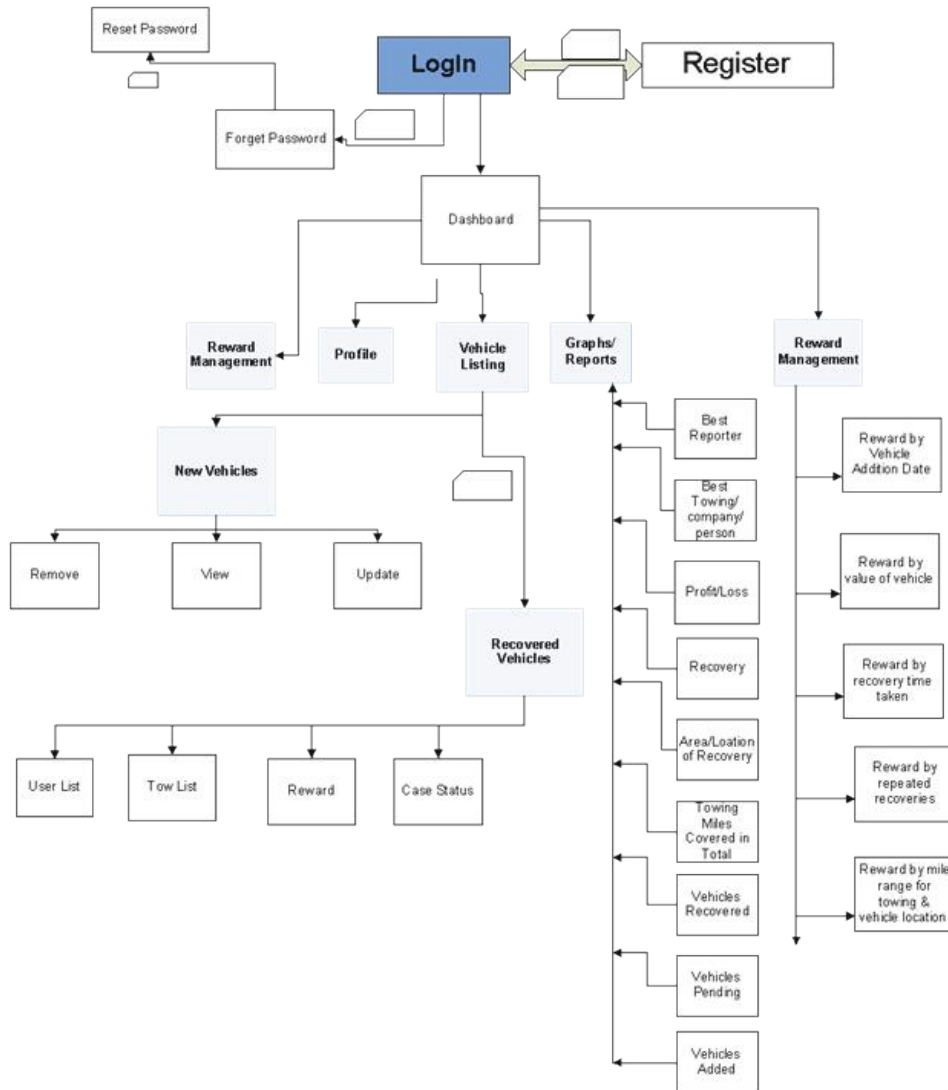 Reset Password
LogIn
Register
Forget Password
Dashboard
Reward
Management
Profile
Vehicle
Listing
Graphs/
Reports
Reward
Management
New Vehicles
Remove
View
Update
Recovered
Vehicles
User List
Tow List
Reward
Case Status
Best
Reporter
Best
Towing/
company/
person
Profit/Loss
Recovery
Area/Loation
of Recovery
Towing
Miles
Covered in
Total
Vehicles
Recovered
Vehicles
Pending
Vehicles
Added
Reward by
Vehicle
Addition Date
Reward by
value of vehicle
Reward by
recovery time
taken
Reward by
repeated
recoveries
Reward by mile
range for
towing &
vehicle location